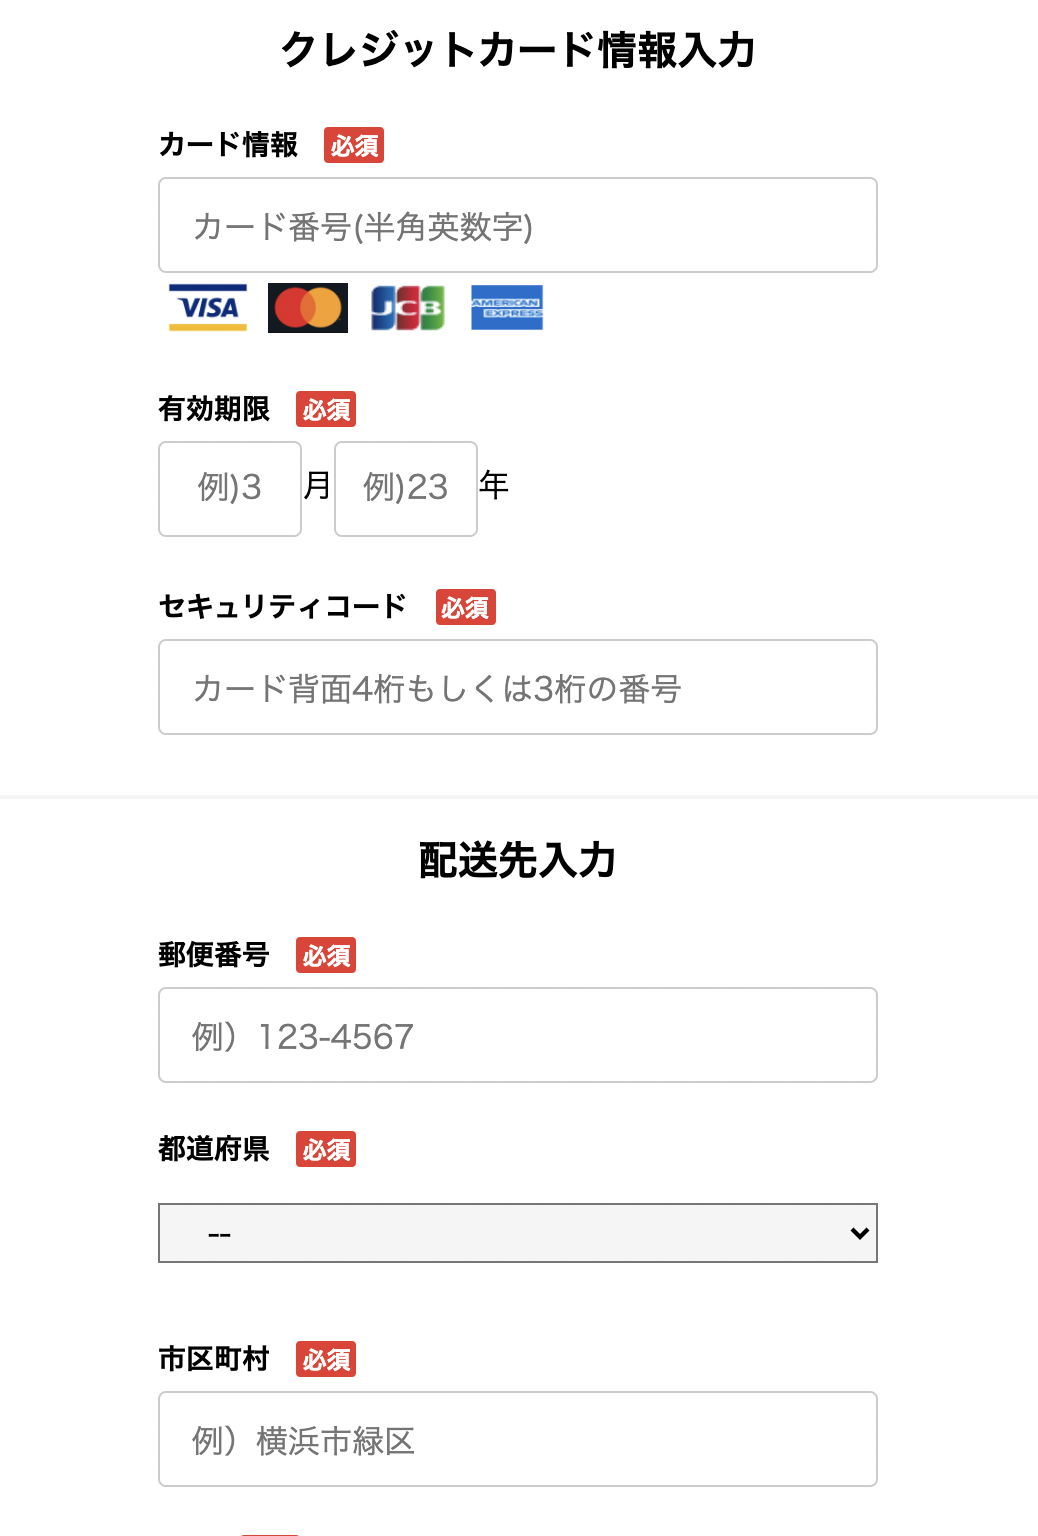 クレジットカード情報入力
カード情報 必須
カード番号(半角英数字)
VISA JCB AMERICAN EXPRESS
有効期限 必須
例)3 月 例)23 年
セキュリティコード 必須
カード背面4桁もしくは3桁の番号
配送先入力
郵便番号 必須
例）123-4567
都道府県 必須
--
市区町村 必須
例）横浜市緑区